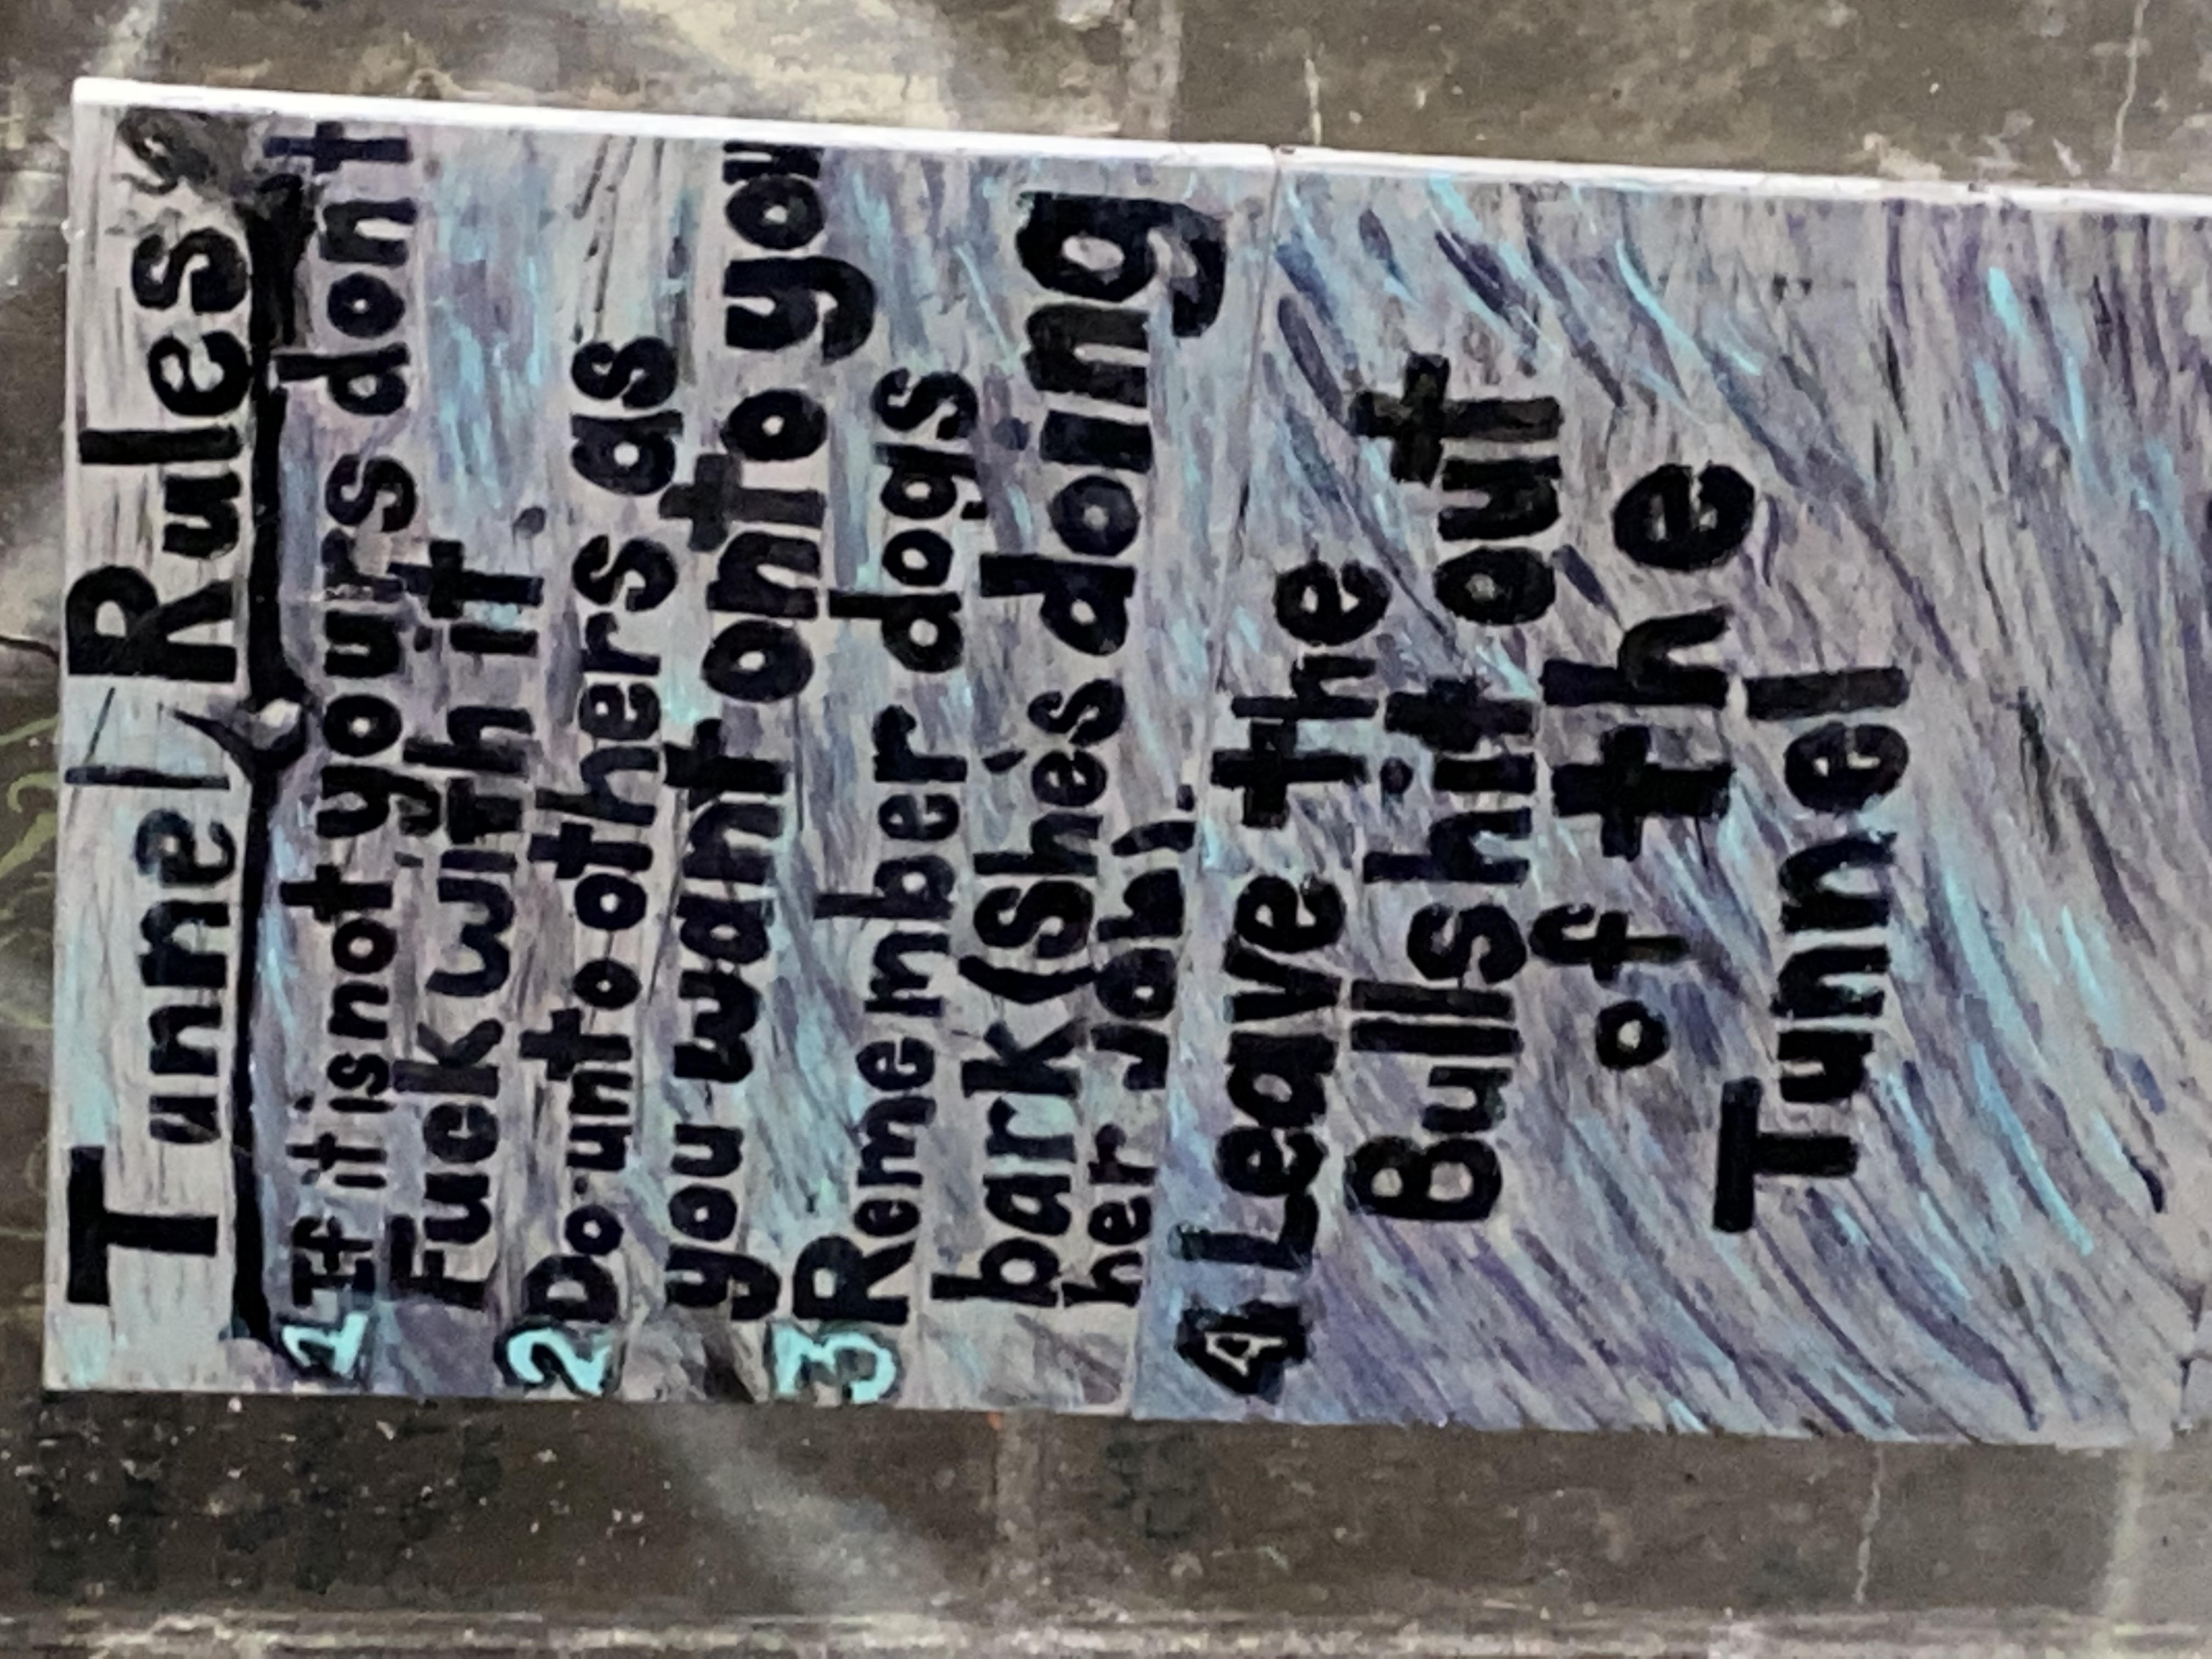 Tunnel Rules
1 If it is not yours dont
Fuck with it.
2 Do unto others as
you want onto you
3 Remember dogs
bark (She's doing
her job).
4 Leave the
Bullshit out
of the
Tunnel